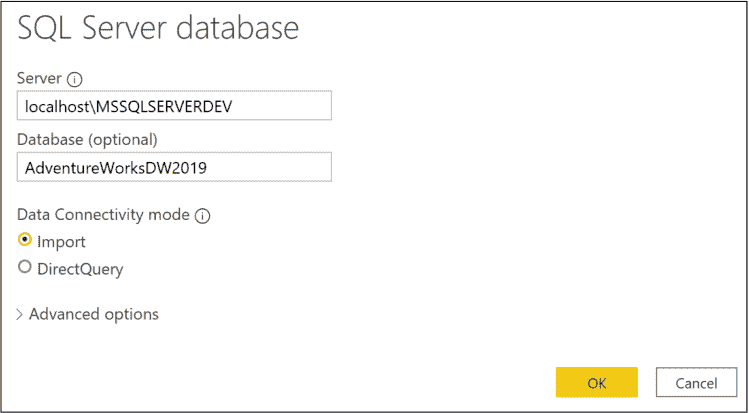 SQL Server database
Server
localhost\MSSQLSERVERDEV
Database (optional)
AdventureWorksDW2019
Data Connectivity mode
Import
DirectQuery
Advanced options
OK Cancel